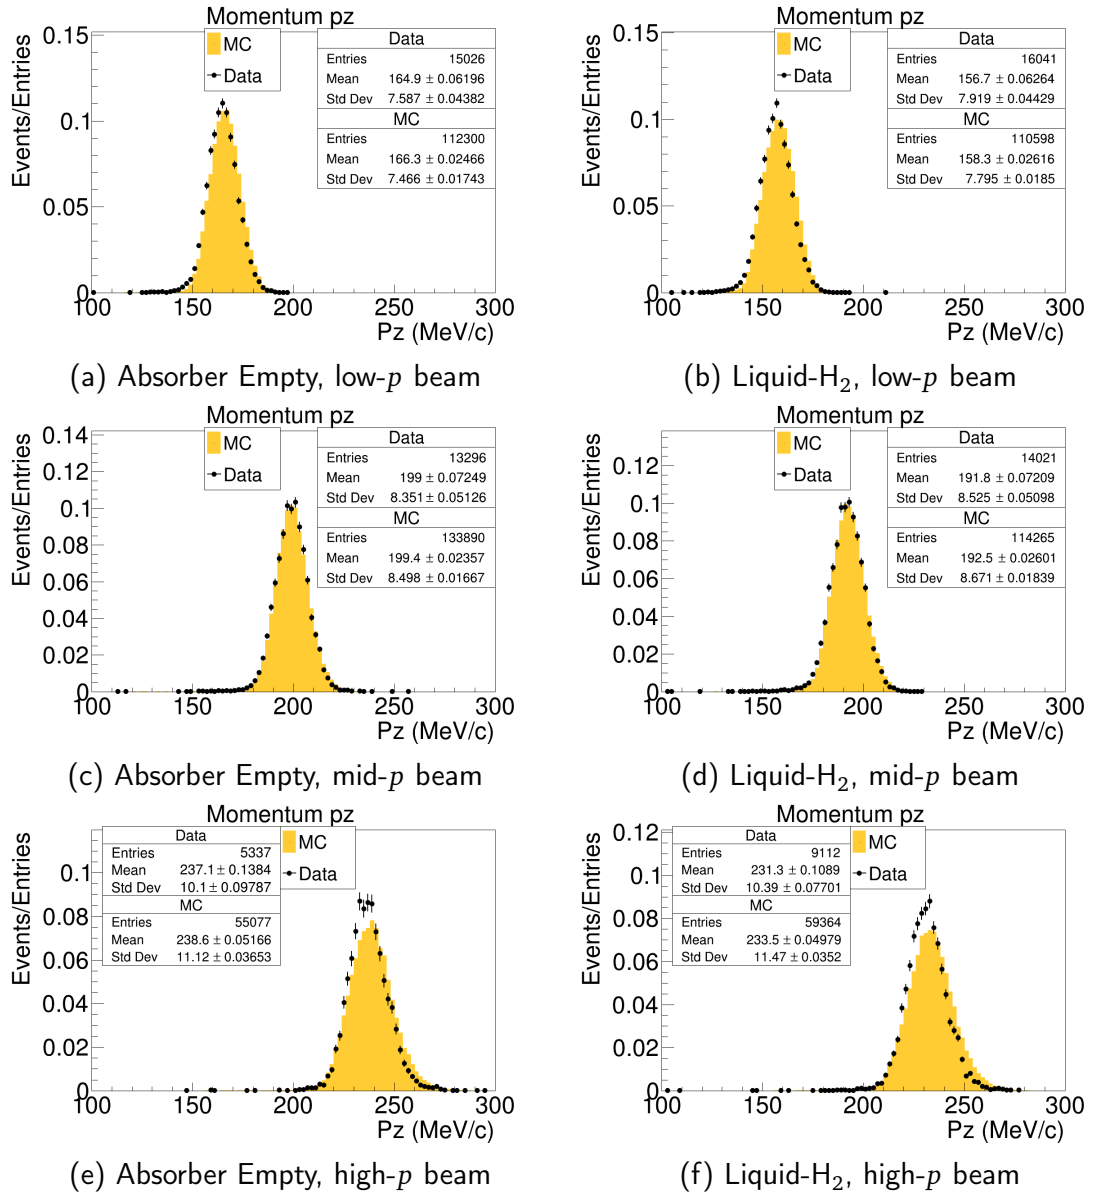 Momentum pz
Events/Entries
0.15
0.1
0.05
0
100 150 200 250 300
Pz (MeV/c)
MC
Data
Data
Entries 15026
Mean 164.9 ± 0.06196
Std Dev 7.587 ± 0.04382
MC
Entries 112300
Mean 166.3 ± 0.02466
Std Dev 7.466 ± 0.01743
(a) Absorber Empty, low-p beam
Momentum pz
Events/Entries
0.15
0.1
0.05
0
100 150 200 250 300
Pz (MeV/c)
MC
Data
Data
Entries 16041
Mean 156.7 ± 0.06264
Std Dev 7.919 ± 0.04429
MC
Entries 110598
Mean 158.3 ± 0.02616
Std Dev 7.795 ± 0.0185
(b) Liquid-H₂, low-p beam
Momentum pz
Events/Entries
0.14
0.12
0.1
0.08
0.06
0.04
0.02
0
100 150 200 250 300
Pz (MeV/c)
MC
Data
Data
Entries 13296
Mean 199 ± 0.07249
Std Dev 8.351 ± 0.05126
MC
Entries 133890
Mean 199.4 ± 0.02357
Std Dev 8.498 ± 0.01667
(c) Absorber Empty, mid-p beam
Momentum pz
Events/Entries
0.12
0.1
0.08
0.06
0.04
0.02
0
100 150 200 250 300
Pz (MeV/c)
MC
Data
Data
Entries 14021
Mean 191.8 ± 0.07209
Std Dev 8.525 ± 0.05098
MC
Entries 114265
Mean 192.5 ± 0.02601
Std Dev 8.671 ± 0.01839
(d) Liquid-H₂, mid-p beam
Momentum pz
Events/Entries
0.1
0.08
0.06
0.04
0.02
0
100 150 200 250 300
Pz (MeV/c)
Data
Entries 5337
Mean 237.1 ± 0.1384
Std Dev 10.1 ± 0.09787
MC
Entries 55077
Mean 238.6 ± 0.05166
Std Dev 11.12 ± 0.03653
MC
Data
(e) Absorber Empty, high-p beam
Momentum pz
Events/Entries
0.12
0.1
0.08
0.06
0.04
0.02
0
100 150 200 250 300
Pz (MeV/c)
Data
Entries 9112
Mean 231.3 ± 0.1089
Std Dev 10.39 ± 0.07701
MC
Entries 59364
Mean 233.5 ± 0.04979
Std Dev 11.47 ± 0.0352
MC
Data
(f) Liquid-H₂, high-p beam